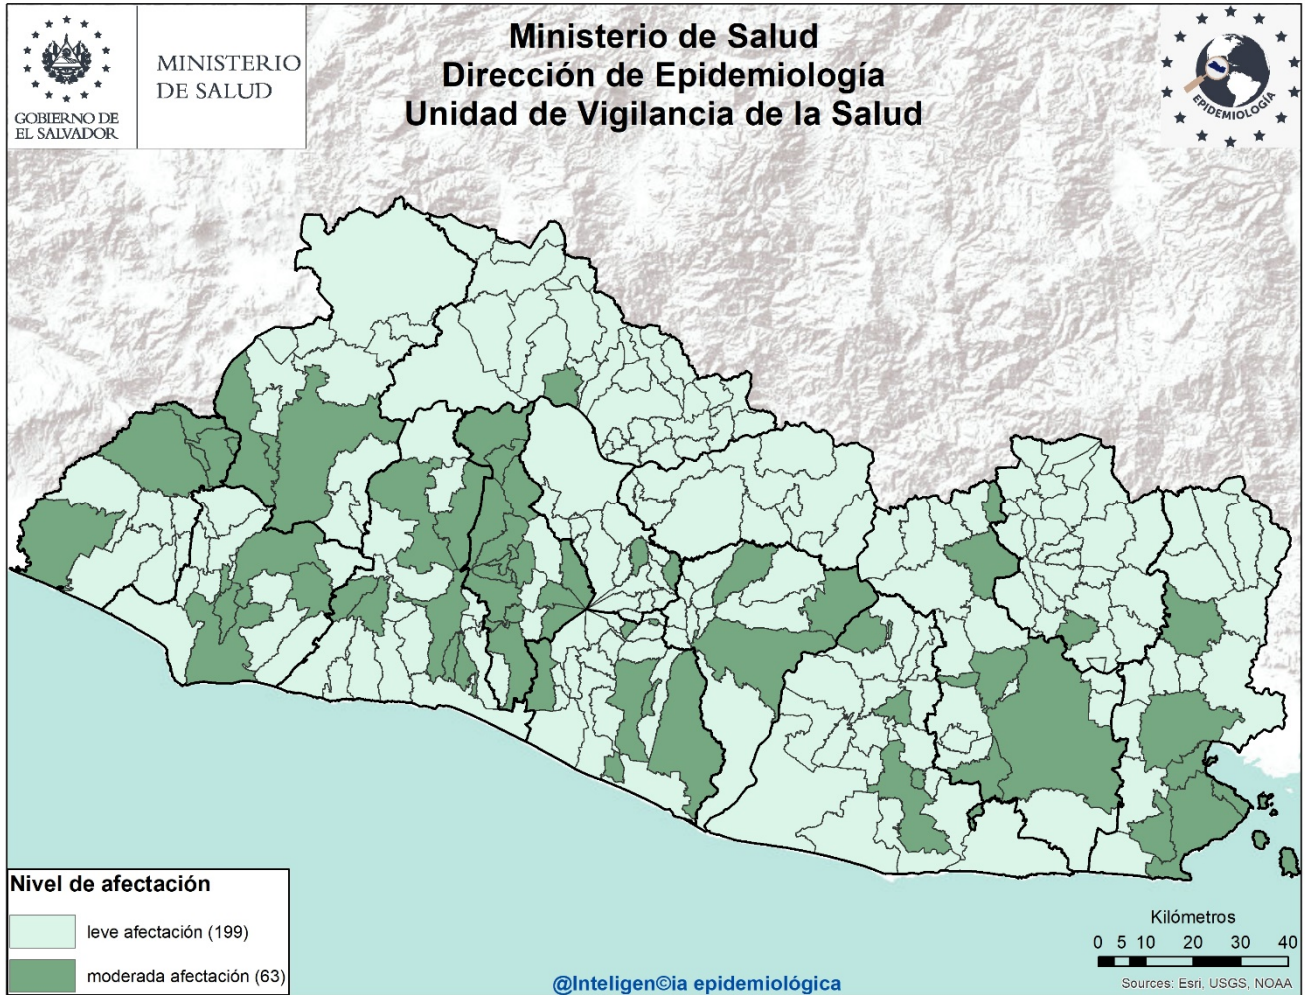 GOBIERNO DE
EL SALVADOR
MINISTERIO
DE SALUD
Ministerio de Salud
Dirección de Epidemiología
Unidad de Vigilancia de la Salud
EPIDEMIOLOGÍA
Nivel de afectación
leve afectación (199)
moderada afectación (63)
@Inteligen©ia epidemiológica
Kilómetros
0 5 10 20 30 40
Sources: Esri, USGS, NOAA